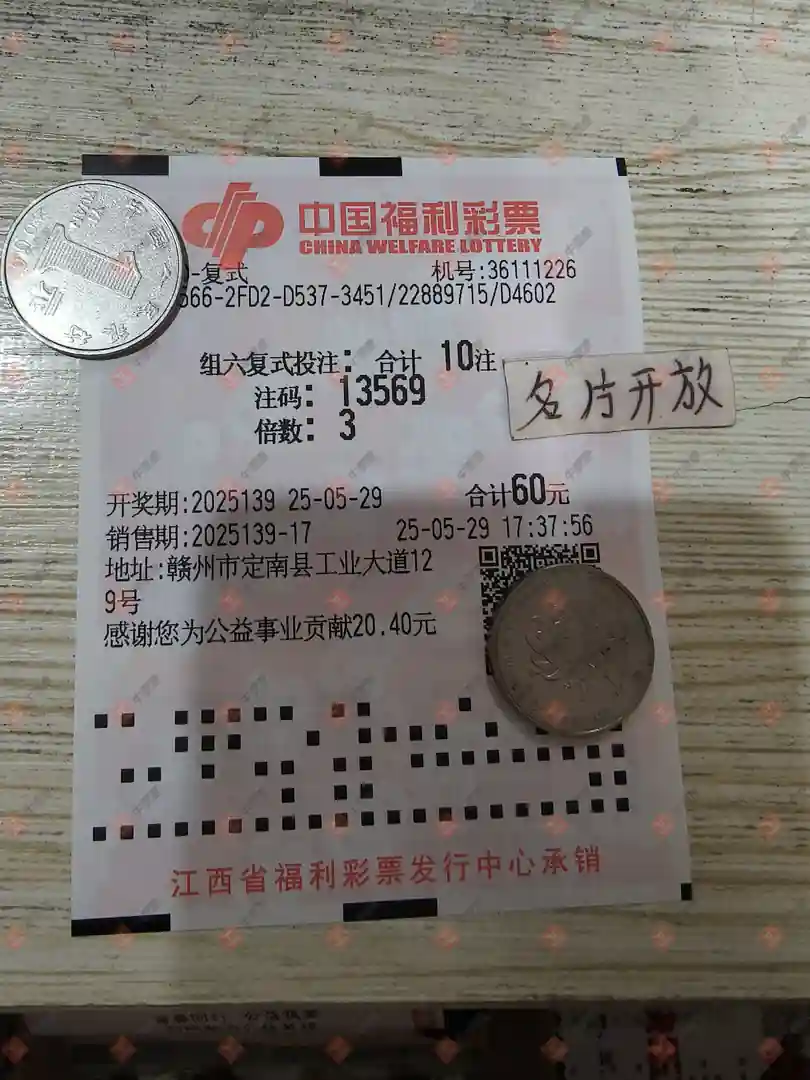 中国福利彩票
CHINA WELFARE LOTTERY
-复式 机号:36111226
566-2FD2-D537-3451/22889715/D4602
组六复式投注: 合计 10注
注码: 13569
倍数: 3
名片开放
开奖期:2025139 25-05-29 合计60元
销售期:2025139-17 25-05-29 17:37:56
地址:赣州市定南县工业大道12
9号
感谢您为公益事业贡献20.40元
江西省福利彩票发行中心承销